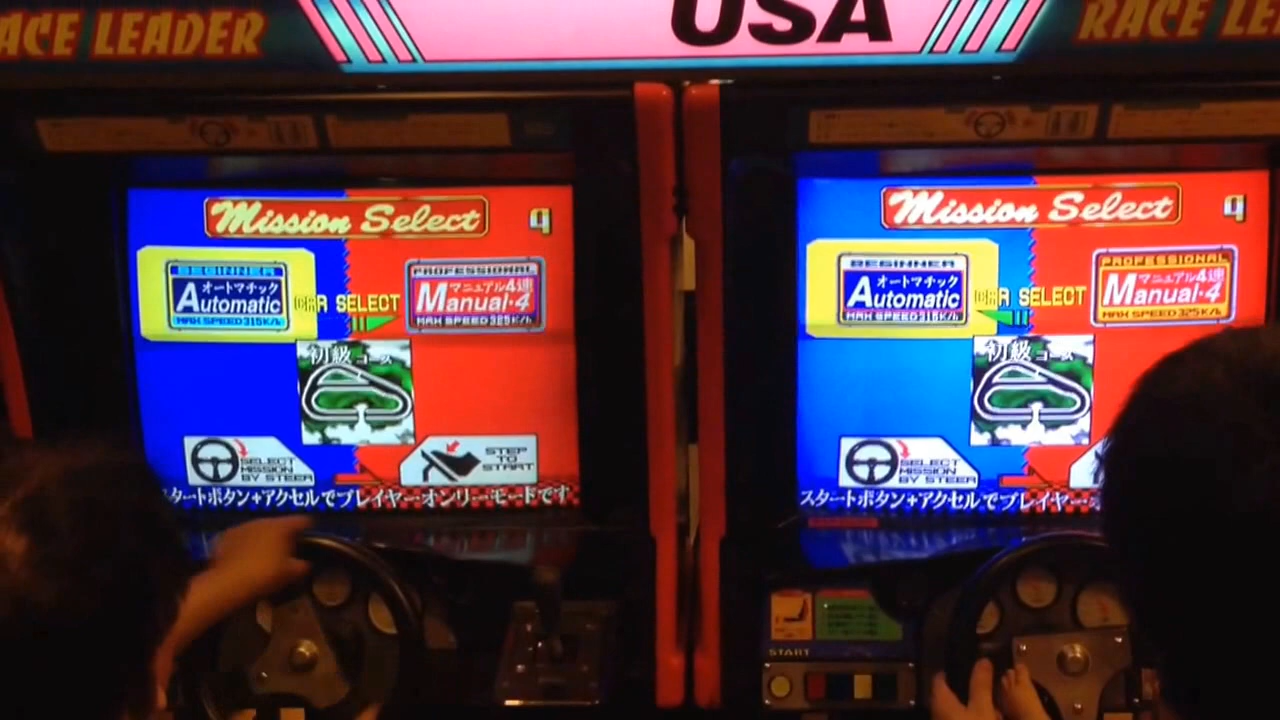 ACE LEADER
USA
RACE LE
Mission Select
9
BEGINNER
オートマチック
Automatic
MAX SPEED 315K/h
CAR SELECT
PROFESSIONAL
マニュアル4速
Manual·4
MAX SPEED 325K/h
初級コース
SELECT
MISSION
BY STEER
STEP
TO
START
スタートボタン+アクセルでプレイヤーオンリーモードです
Mission Select
9
BEGINNER
オートマチック
Automatic
MAX SPEED 315K/h
CAR SELECT
PROFESSIONAL
マニュアル4速
Manual·4
MAX SPEED 325K/h
初級コース
SELECT
MISSION
BY STEER
スタートボタン+アクセルでプレイヤー
START